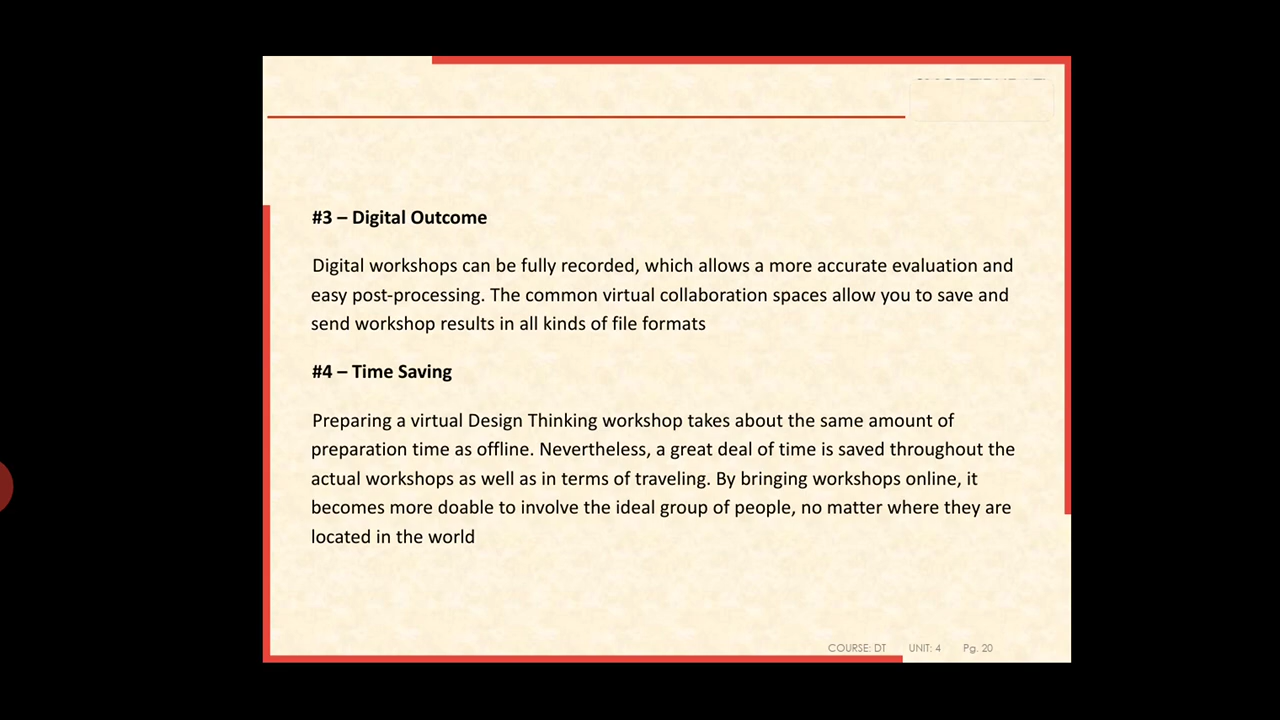 #3 – Digital Outcome
Digital workshops can be fully recorded, which allows a more accurate evaluation and
easy post-processing. The common virtual collaboration spaces allow you to save and
send workshop results in all kinds of file formats
#4 – Time Saving
Preparing a virtual Design Thinking workshop takes about the same amount of
preparation time as offline. Nevertheless, a great deal of time is saved throughout the
actual workshops as well as in terms of traveling. By bringing workshops online, it
becomes more doable to involve the ideal group of people, no matter where they are
located in the world
COURSE: DT UNIT: 4 Pg. 20